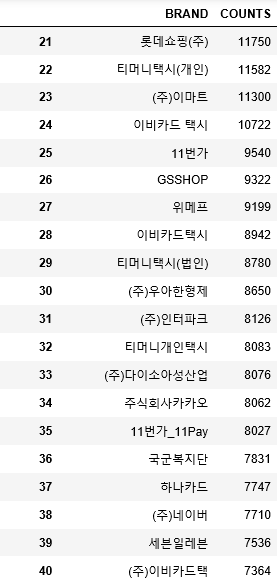 BRAND COUNTS
21 롯데쇼핑(주) 11750
22 티머니택시(개인) 11582
23 (주)이마트 11300
24 이비카드 택시 10722
25 11번가 9540
26 GSSHOP 9322
27 위메프 9199
28 이비카드택시 8942
29 티머니택시(법인) 8780
30 (주)우아한형제 8650
31 (주)인터파크 8126
32 티머니개인택시 8083
33 (주)다이소아성산업 8076
34 주식회사카카오 8062
35 11번가_11Pay 8027
36 국군복지단 7831
37 하나카드 7747
38 (주)네이버 7710
39 세븐일레븐 7536
40 (주)이비카드택 7364